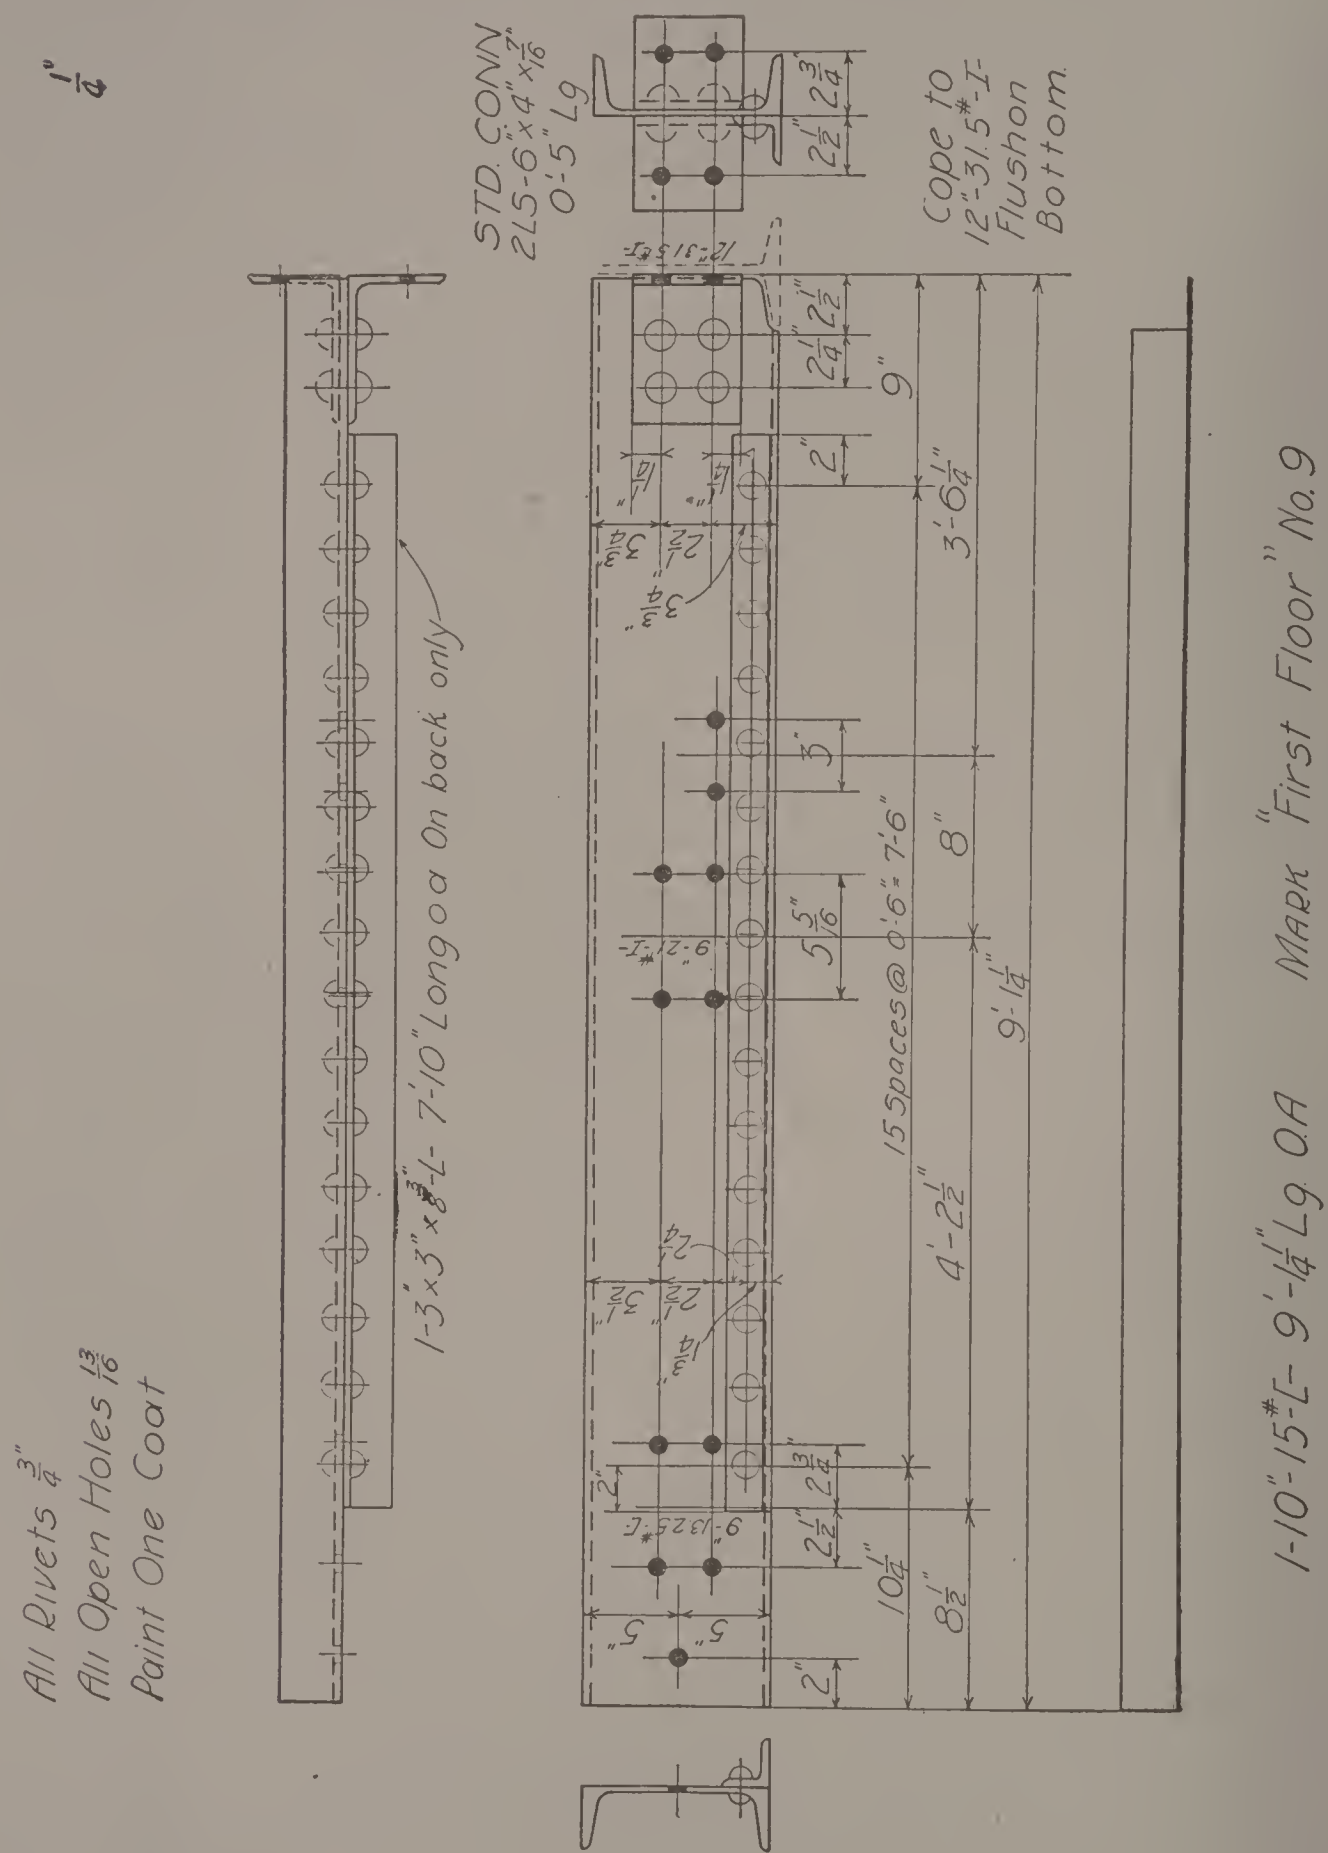 1/4"
All Rivets 3/4"
All Open Holes 13/16
Paint One Coat
1-3"x3"x3/8"-L- 7'-10" Long o a On back only
STD. CONN
2LS-6"x4"x7/16"
0'-5" Lg
2 1/2" 2 3/4"
Cope to
12"-31.5#-I-
Flush on
Bottom.
12"-31.5#-I-
9"-21#-I-
9"-13.25#-[-
5" 5"
3 1/2" 2 1/2" 1 3/4" 2 1/4
3 3/4" 2 1/2" 3 3/4"
1 1/4" 1 1/4"
2"
2" 2 1/2" 2 3/4" 5 5/16" 3" 2" 2 1/4" 2 1/2"
10 1/4" 15 Spaces @ 0'-6" = 7'-6" 9"
8 1/2" 4'-2 1/2" 8" 3'-6 1/4"
9'-1 1/4"
1-10"-15#-[- 9'-1 1/4" Lg. O.A MARK "First Floor" No. 9